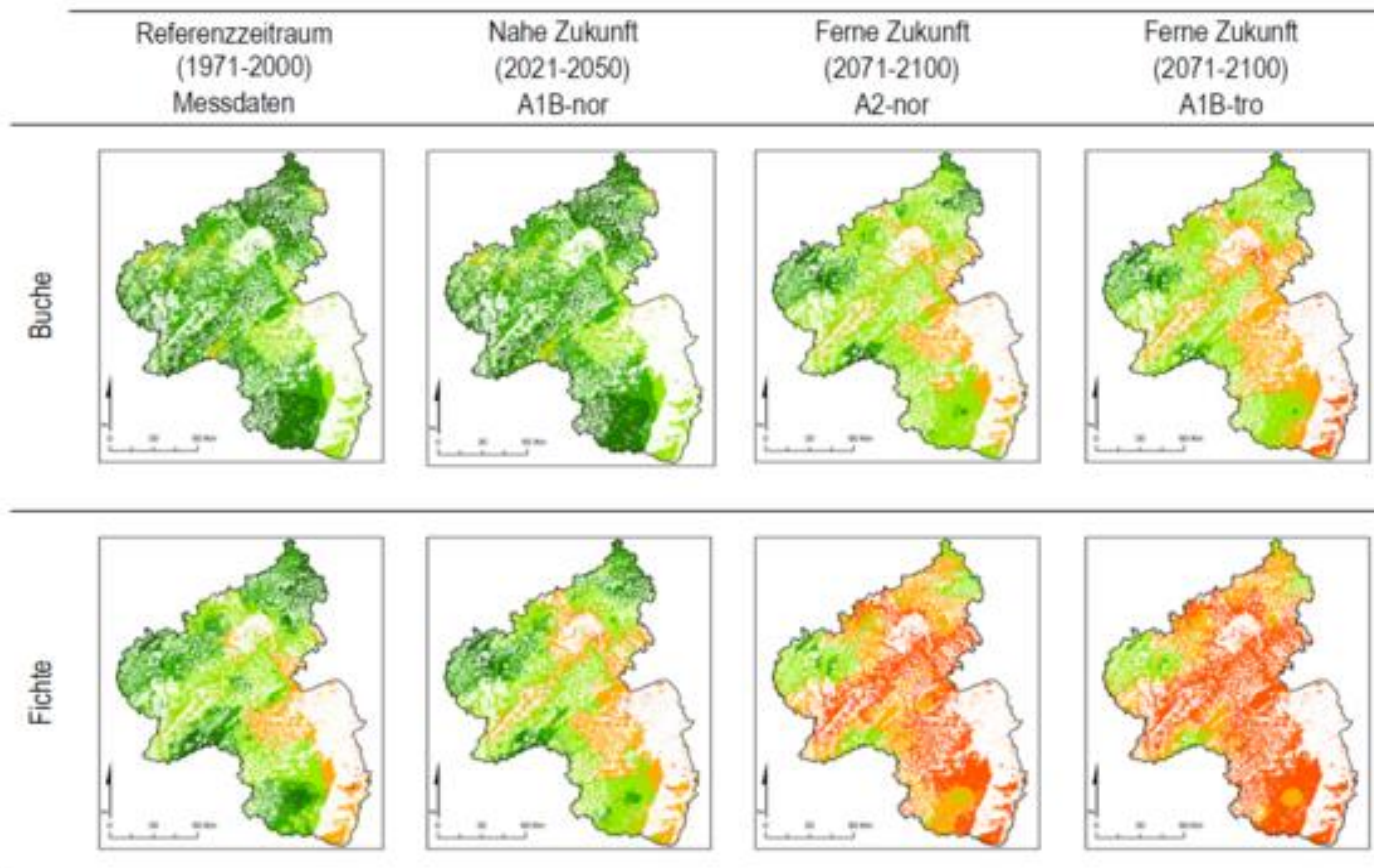 Referenzzeitraum
(1971-2000)
Messdaten
Nahe Zukunft
(2021-2050)
A1B-nor
Ferne Zukunft
(2071-2100)
A2-nor
Ferne Zukunft
(2071-2100)
A1B-tro
Buche
Fichte